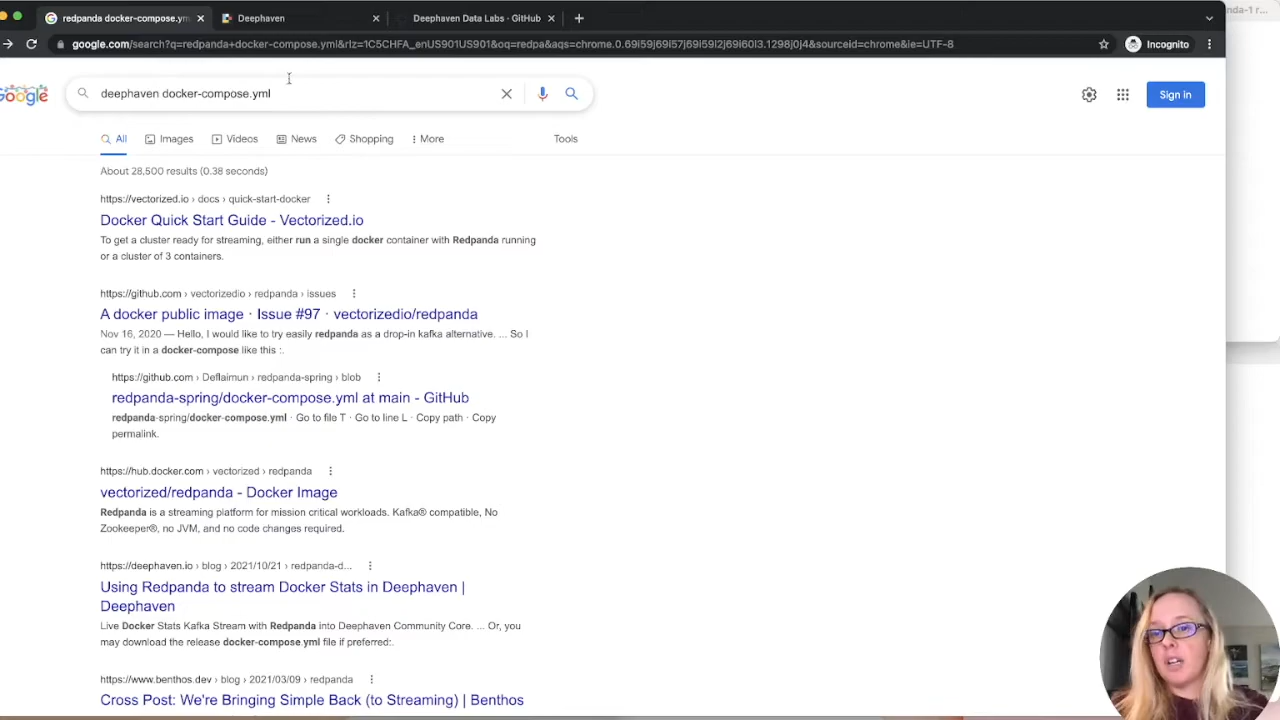 redpanda docker-compose.ym
Deephaven
Deephaven Data Labs · GitHub
nda-1 r
google.com/search?q=redpanda+docker-compose.yml&rlz=1C5CHFA_enUS901US901&oq=redpa&aqs=chrome.0.69i59j69i57j69i59l2j69i60l3.1298j0j4&sourceid=chrome&ie=UTF-8
Incognito
Google
deephaven docker-compose.yml
Sign in
All
Images
Videos
News
Shopping
More
Tools
About 28,500 results (0.38 seconds)
https://vectorized.io › docs › quick-start-docker
Docker Quick Start Guide - Vectorized.io
To get a cluster ready for streaming, either run a single docker container with Redpanda running
or a cluster of 3 containers.
https://github.com › vectorizedio › redpanda › issues
A docker public image · Issue #97 · vectorizedio/redpanda
Nov 16, 2020 — Hello, I would like to try easily redpanda as a drop-in kafka alternative. ... So I
can try it in a docker-compose like this :.
https://github.com › Deflaimun › redpanda-spring › blob
redpanda-spring/docker-compose.yml at main - GitHub
redpanda-spring/docker-compose.yml · Go to file T · Go to line L · Copy path · Copy
permalink.
https://hub.docker.com › vectorized › redpanda
vectorized/redpanda - Docker Image
Redpanda is a streaming platform for mission critical workloads. Kafka® compatible, No
Zookeeper®, no JVM, and no code changes required.
https://deephaven.io › blog › 2021/10/21 › redpanda-d...
Using Redpanda to stream Docker Stats in Deephaven |
Deephaven
Live Docker Stats Kafka Stream with Redpanda into Deephaven Community Core. ... Or, you
may download the release docker-compose.yml file if preferred:.
https://www.benthos.dev › blog › 2021/03/09 › redpanda
Cross Post: We're Bringing Simple Back (to Streaming) | Benthos